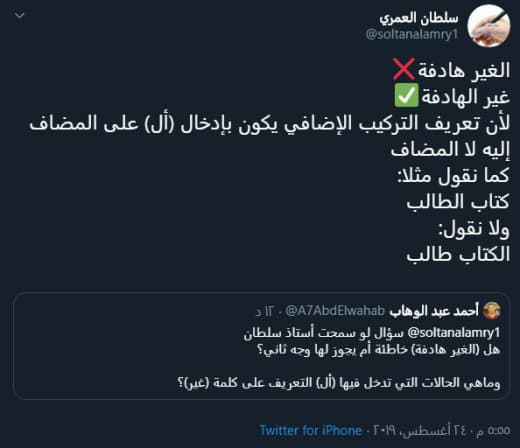 سلطان العمري
@soltanalamry1
الغير هادفة❌
غير الهادفة✅
لأن تعريف التركيب الإضافي يكون بإدخال (أل) على المضاف
إليه لا المضاف
كما نقول مثلا:
كتاب الطالب
ولا نقول:
الكتاب طالب
أحمد عبد الوهاب @A7AbdElwahab · ١٢ د
@soltanalamry1 سؤال لو سمحت أستاذ سلطان
هل (الغير هادفة) خاطئة أم يجوز لها وجه ثاني؟
وماهي الحالات التي تدخل فيها (أل) التعريف على كلمة (غير)؟
٥:٥٥ م · ٢٤ أغسطس، ٢٠١٩ · Twitter for iPhone